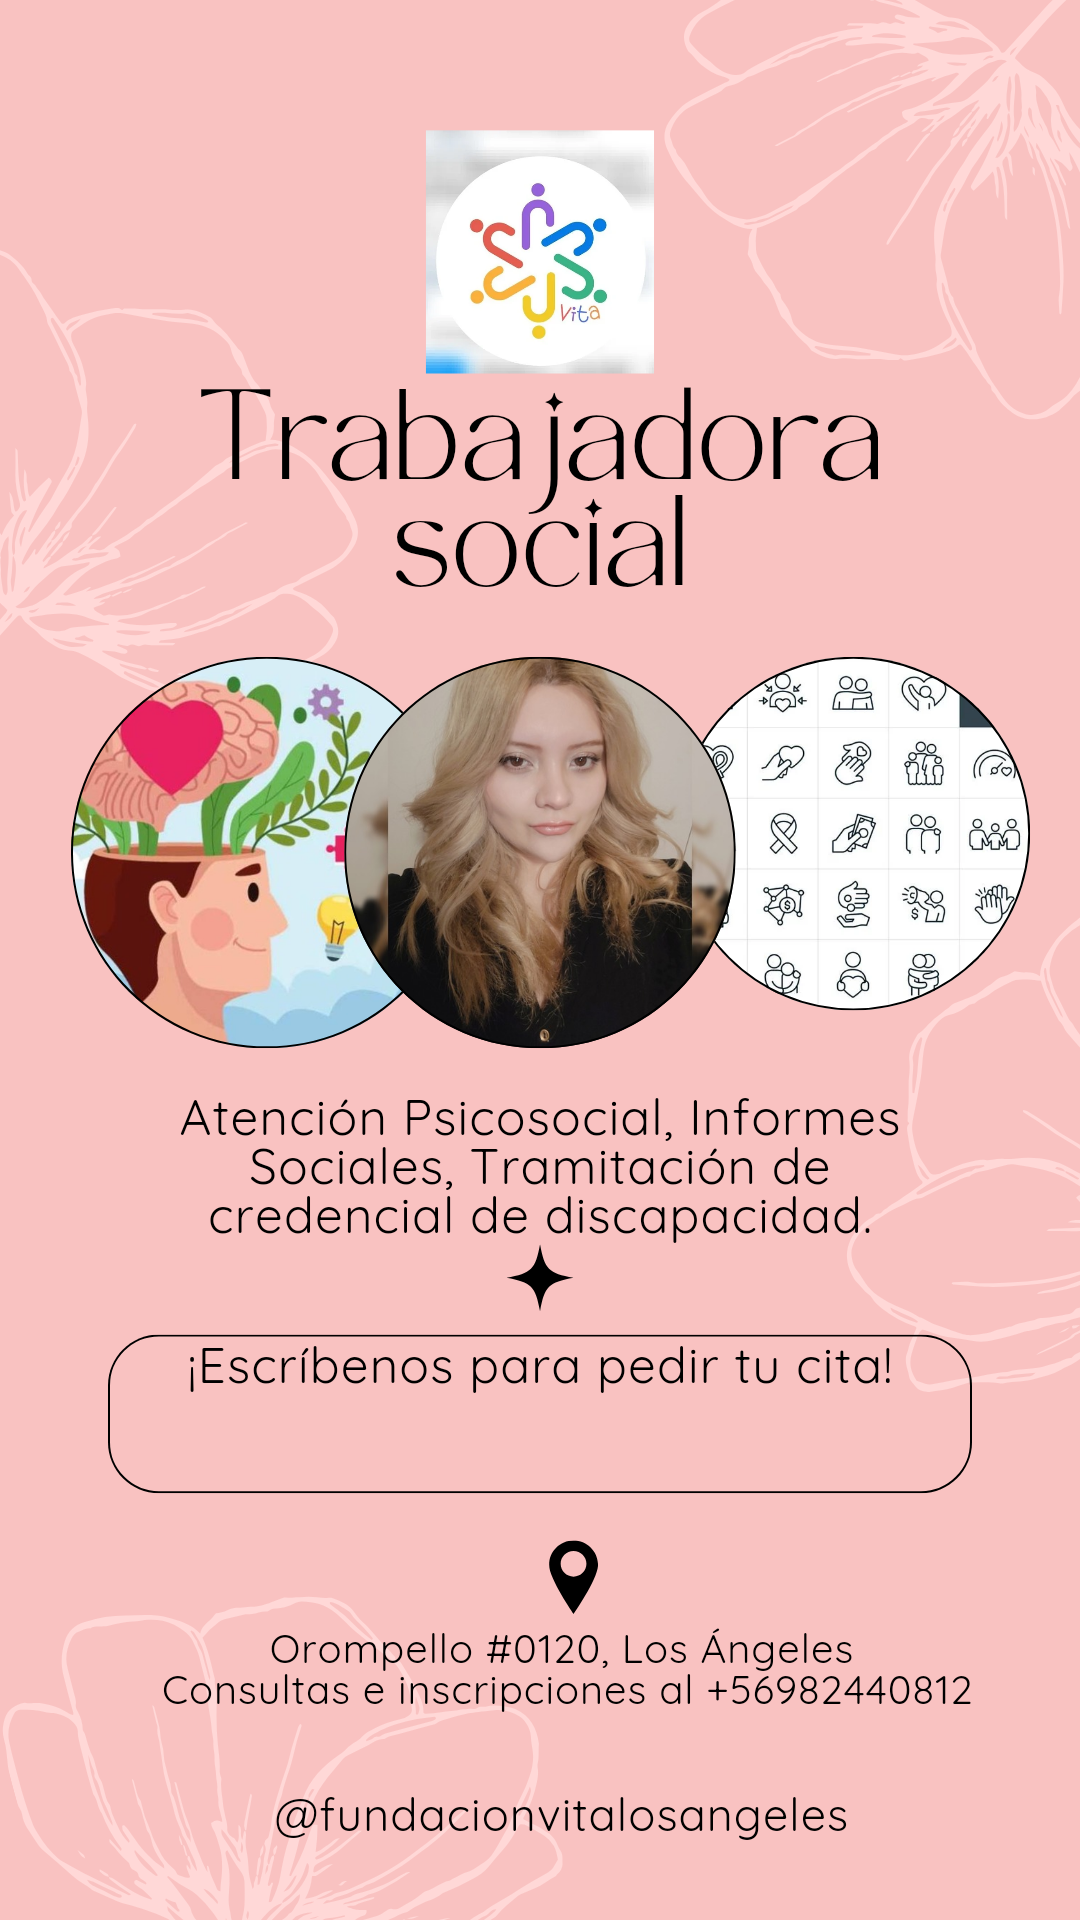 vita
Trabajadora
social
Atención Psicosocial, Informes
Sociales, Tramitación de
credencial de discapacidad.
¡Escríbenos para pedir tu cita!
Orompello #0120, Los Ángeles
Consultas e inscripciones al +56982440812
@fundacionvitalosangeles